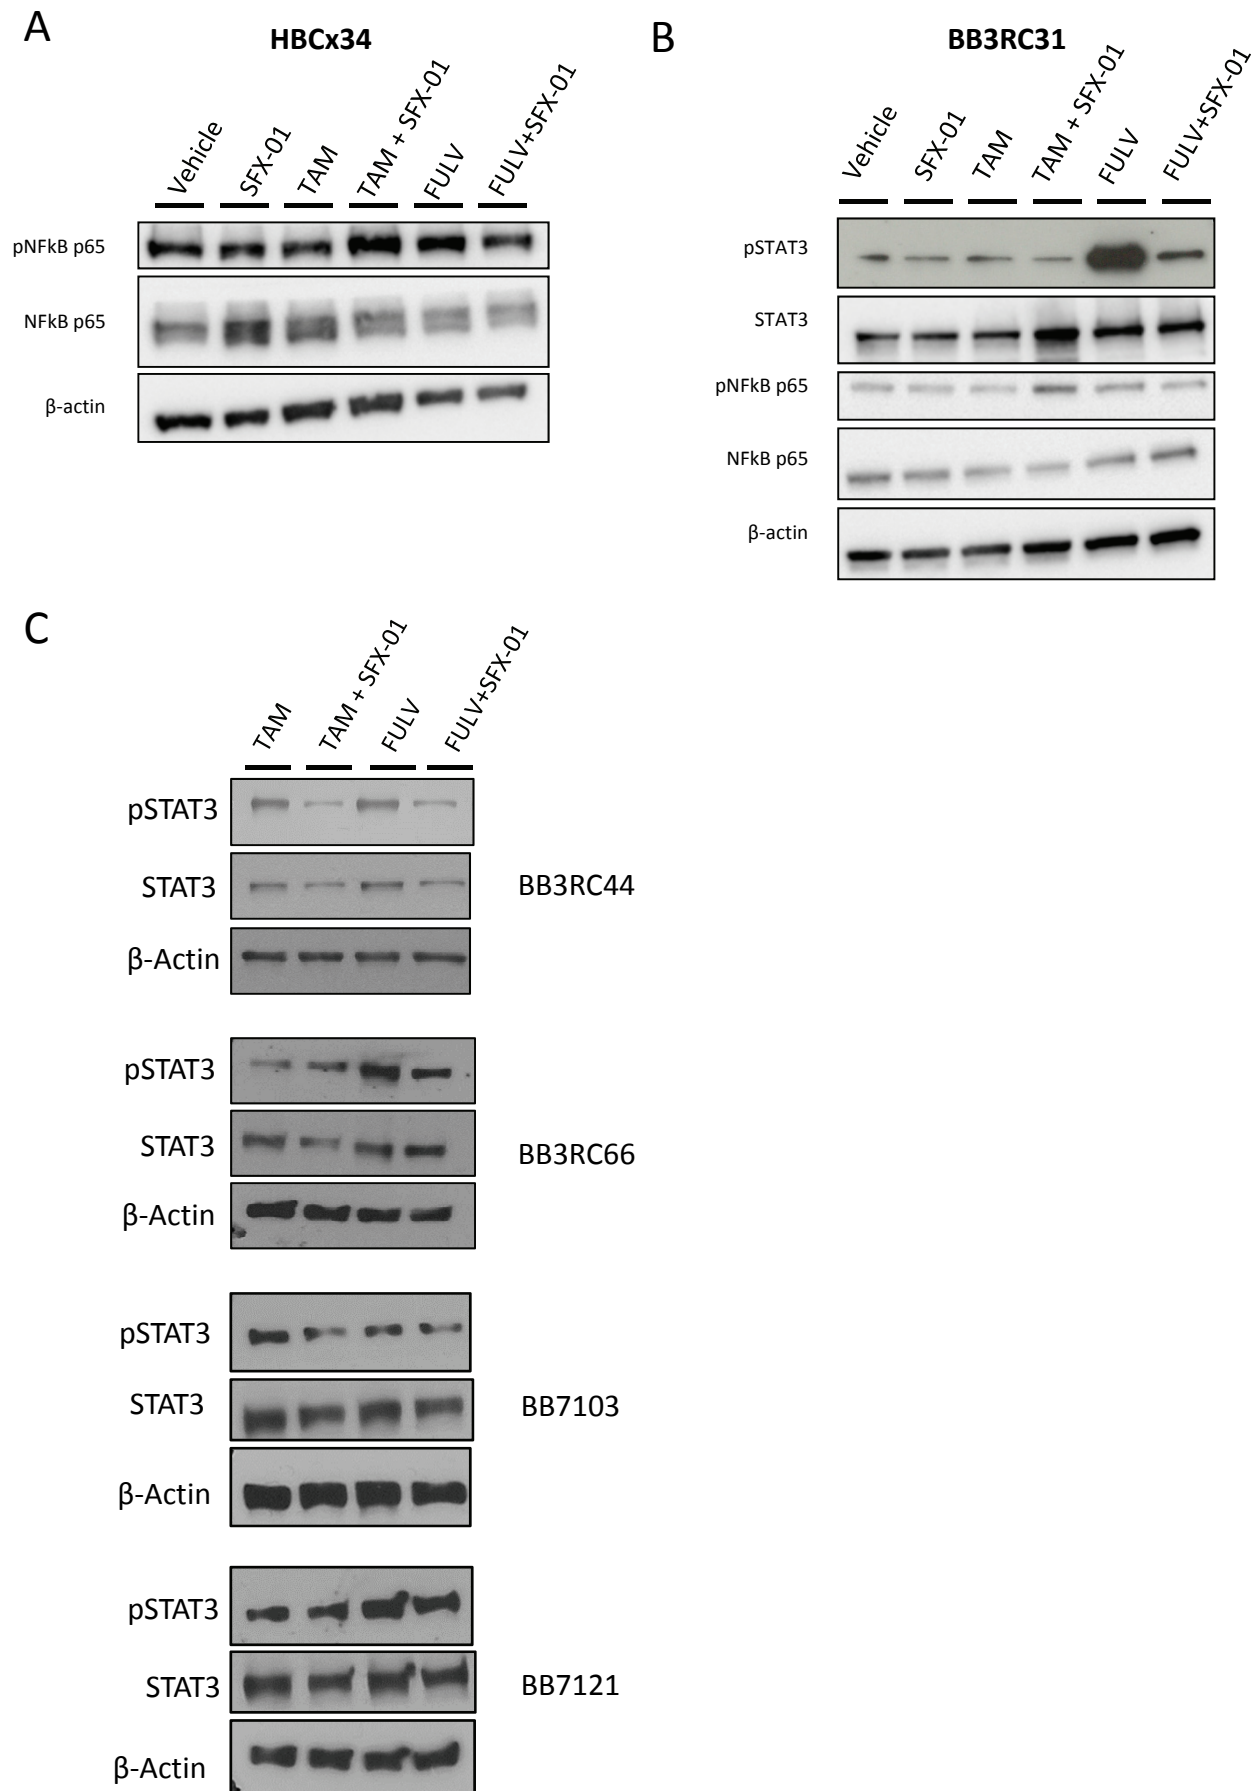 A
HBCx34
Vehicle
SFX-01
TAM
TAM + SFX-01
FULV
FULV+SFX-01
pNFkB p65
NFkB p65
β-actin
B
BB3RC31
Vehicle
SFX-01
TAM
TAM + SFX-01
FULV
FULV+SFX-01
pSTAT3
STAT3
pNFkB p65
NFkB p65
β-actin
C
TAM
TAM + SFX-01
FULV
FULV+SFX-01
pSTAT3
STAT3
BB3RC44
β-Actin
pSTAT3
STAT3
BB3RC66
β-Actin
pSTAT3
STAT3
BB7103
β-Actin
pSTAT3
STAT3
BB7121
β-Actin